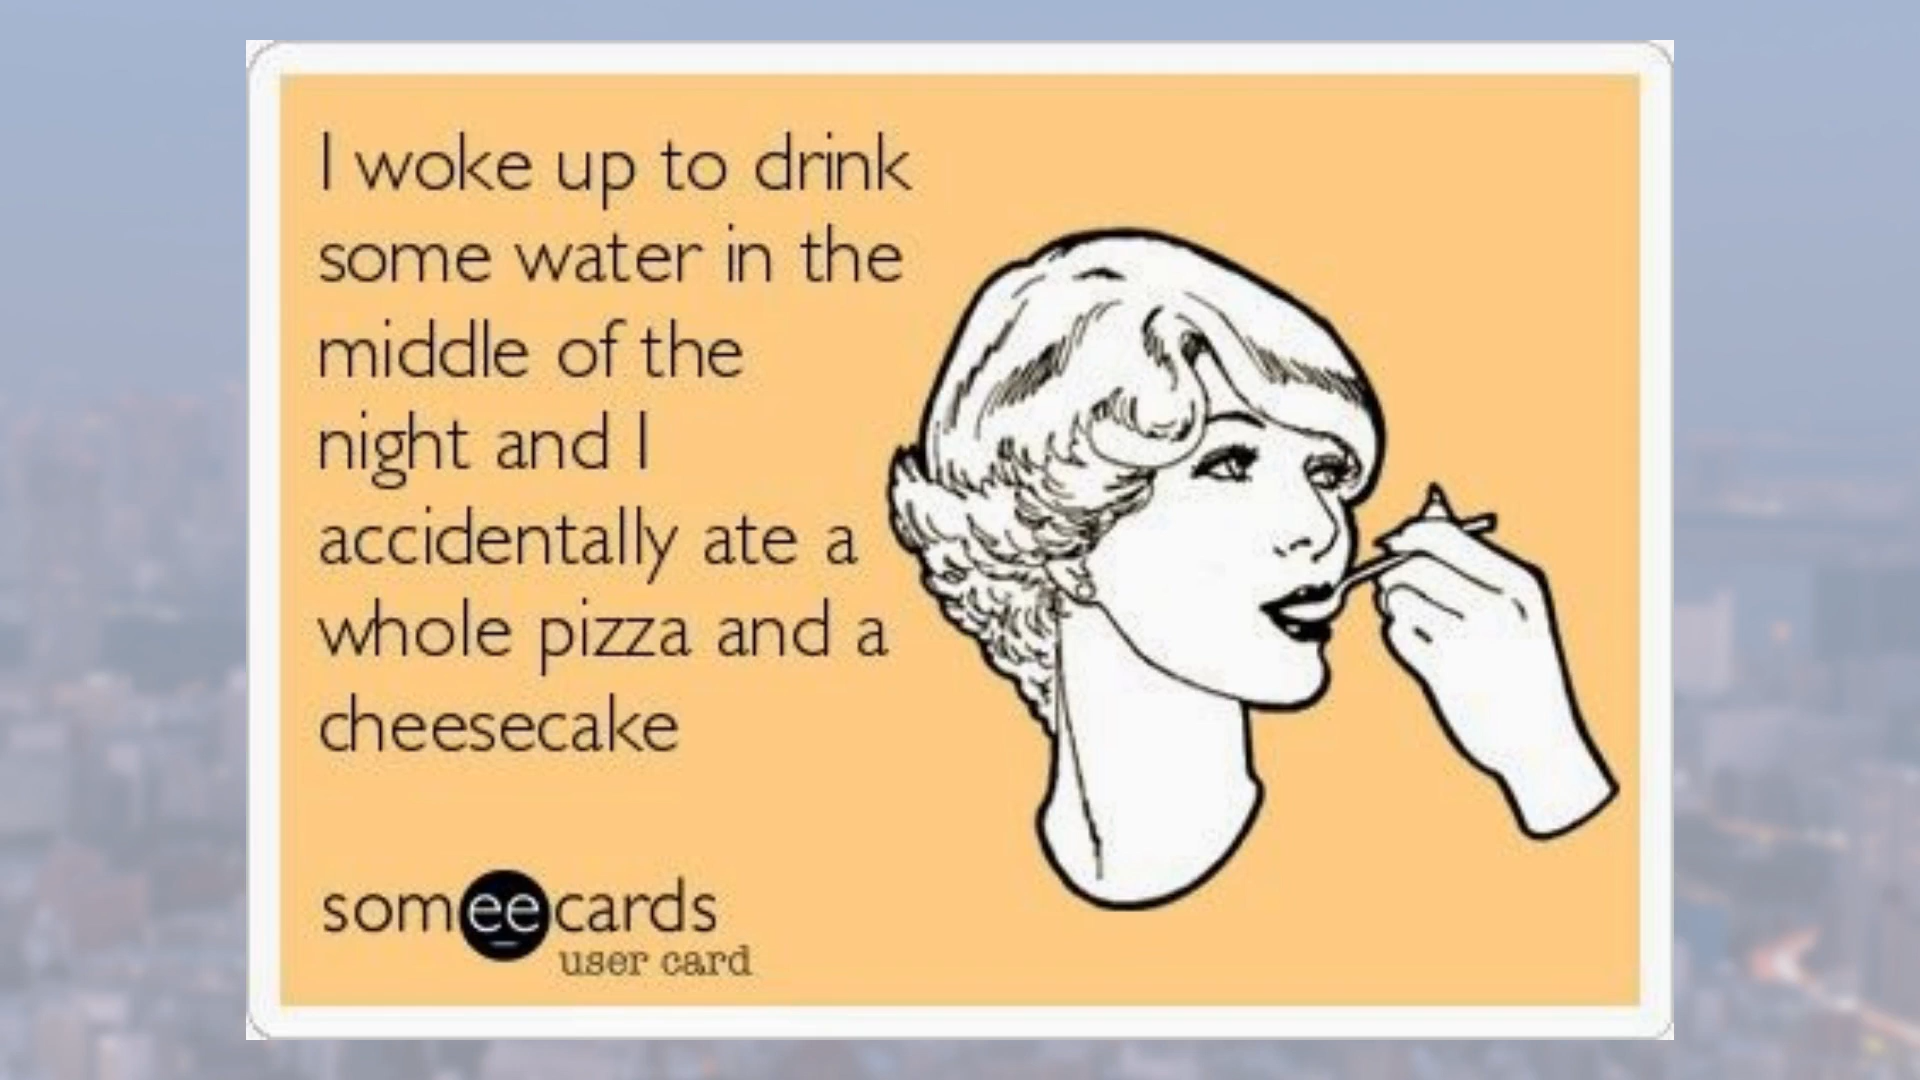 I woke up to drink
some water in the
middle of the
night and I
accidentally ate a
whole pizza and a
cheesecake
someecards
user card